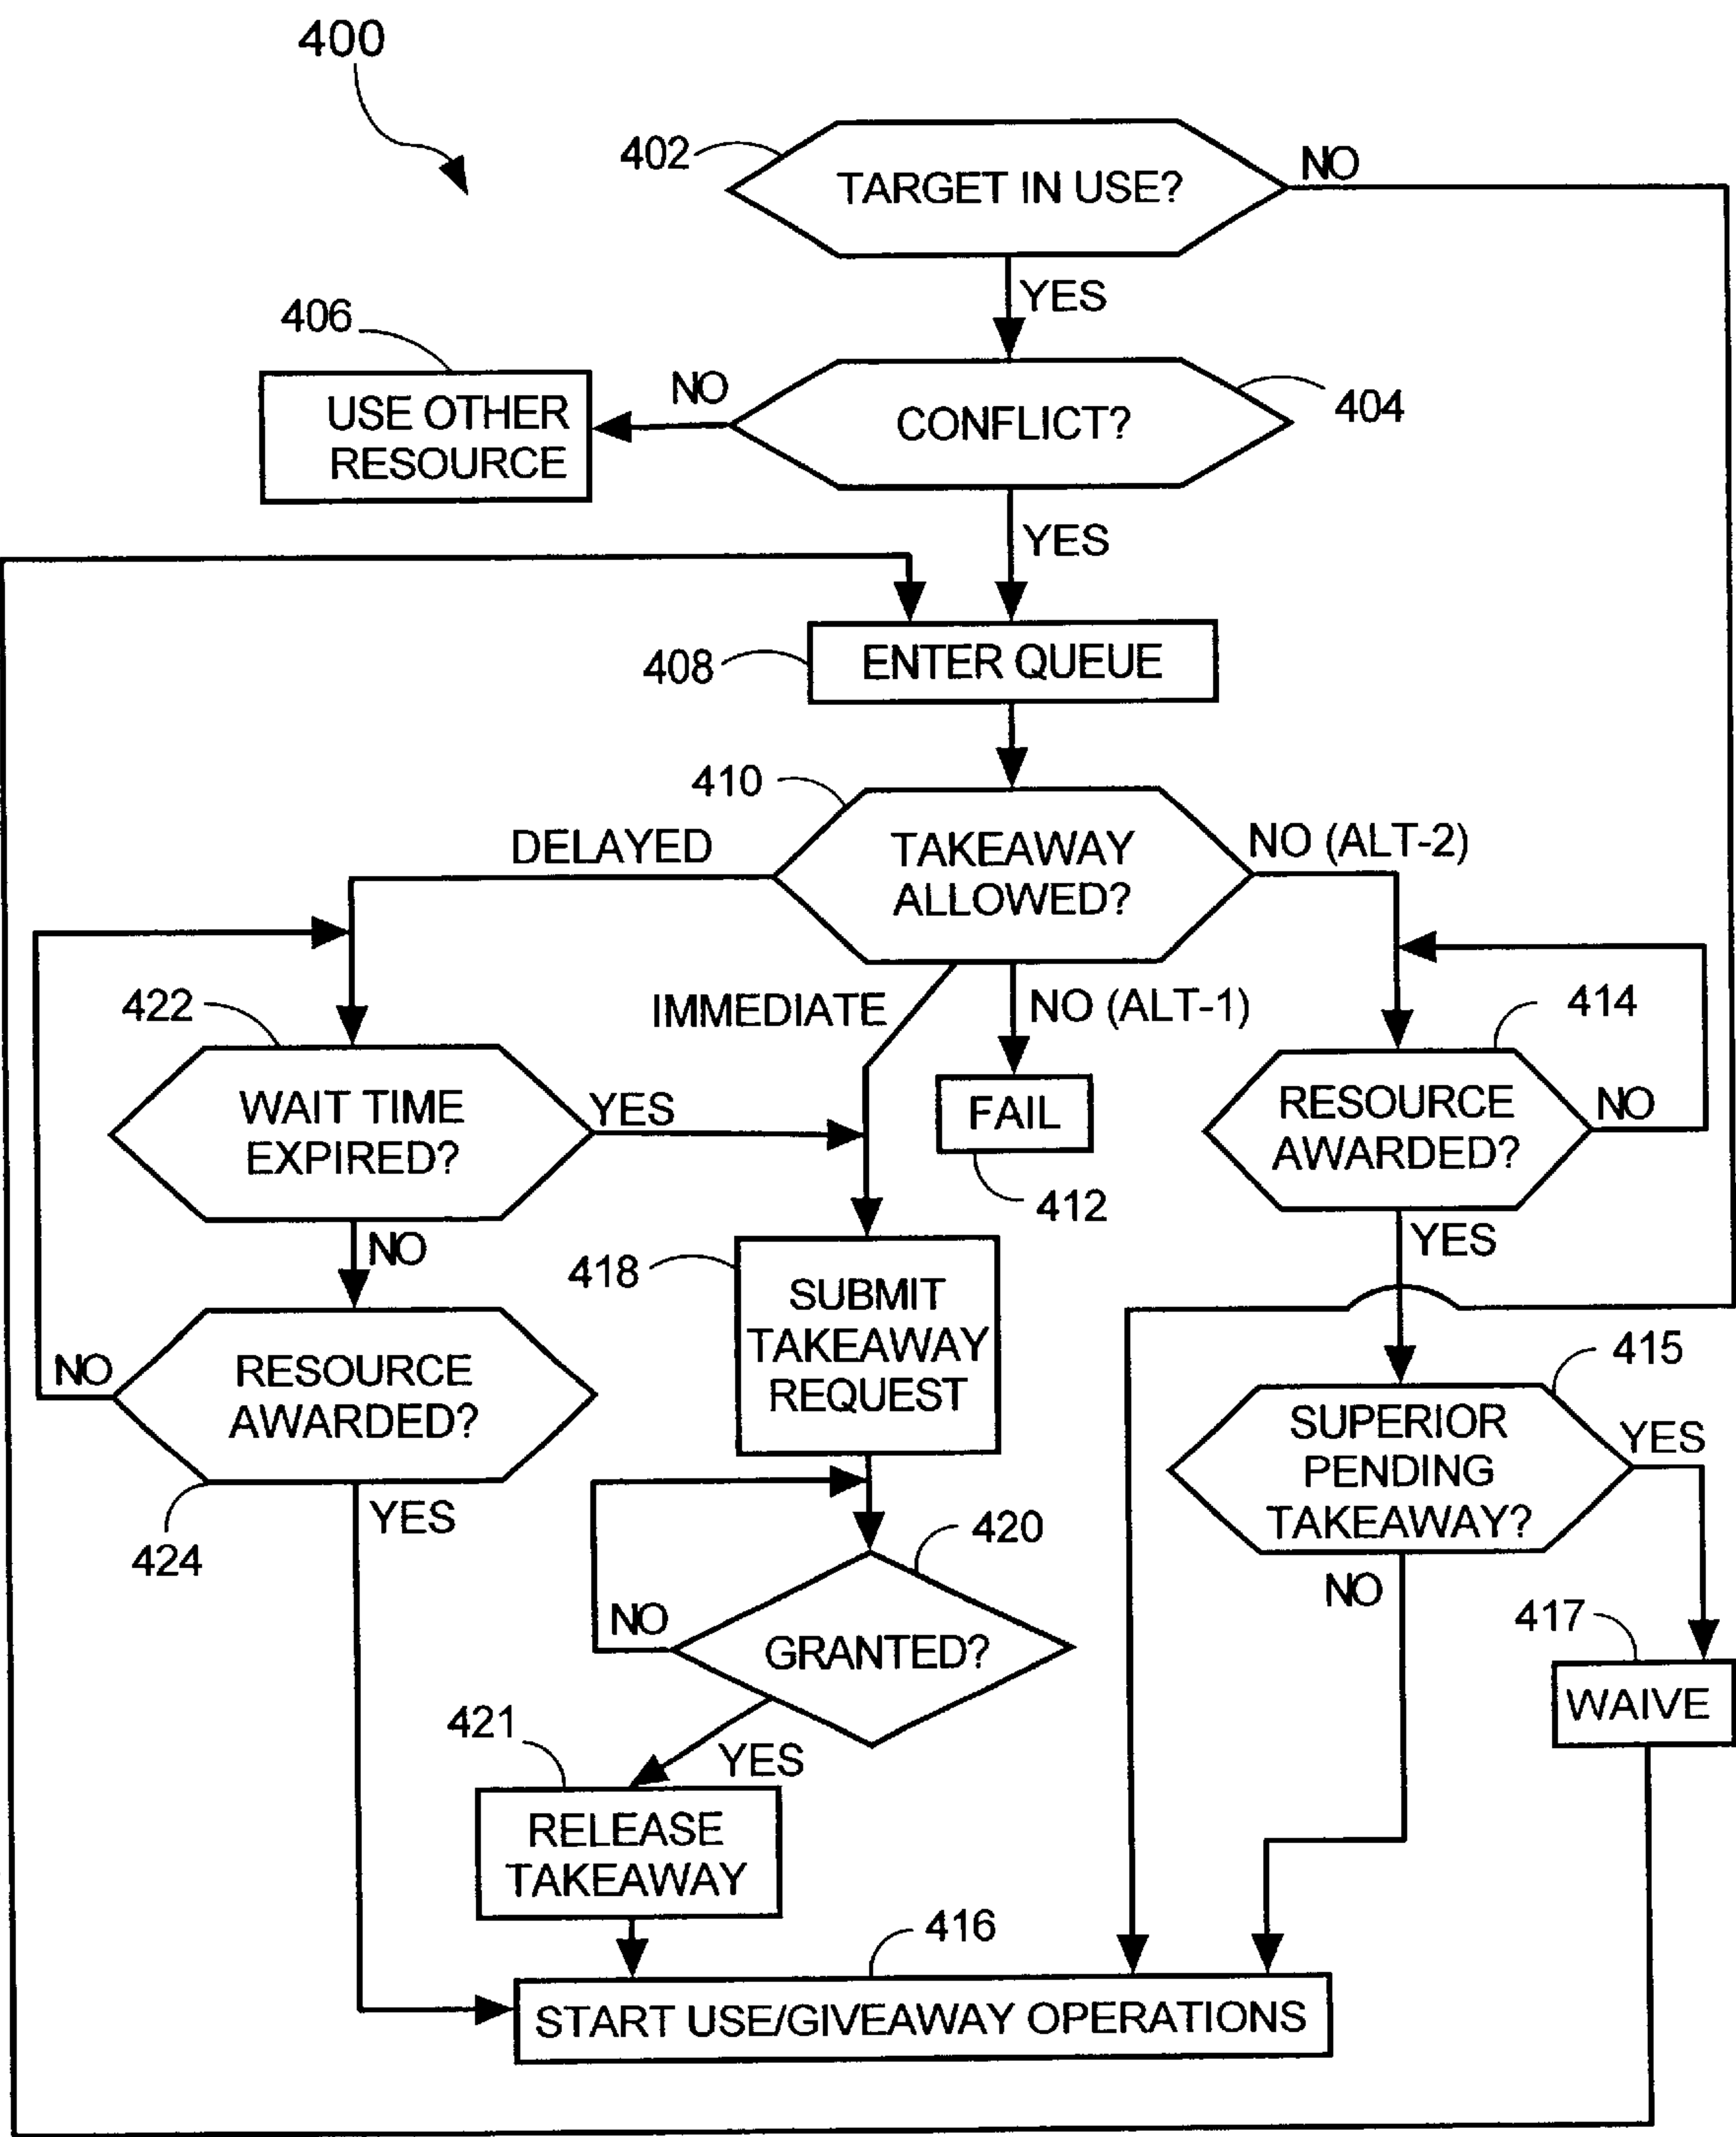 400
402
TARGET IN USE?
NO
YES
406
USE OTHER
RESOURCE
NO
CONFLICT?
404
YES
408
ENTER QUEUE
410
DELAYED
TAKEAWAY
ALLOWED?
NO (ALT-2)
IMMEDIATE
NO (ALT-1)
422
WAIT TIME
EXPIRED?
YES
FAIL
412
414
RESOURCE
AWARDED?
NO
YES
NO
418
SUBMIT
TAKEAWAY
REQUEST
NO
RESOURCE
AWARDED?
424
YES
415
SUPERIOR
PENDING
TAKEAWAY?
YES
NO
420
NO
GRANTED?
417
WAIVE
421
YES
RELEASE
TAKEAWAY
416
START USE/GIVEAWAY OPERATIONS